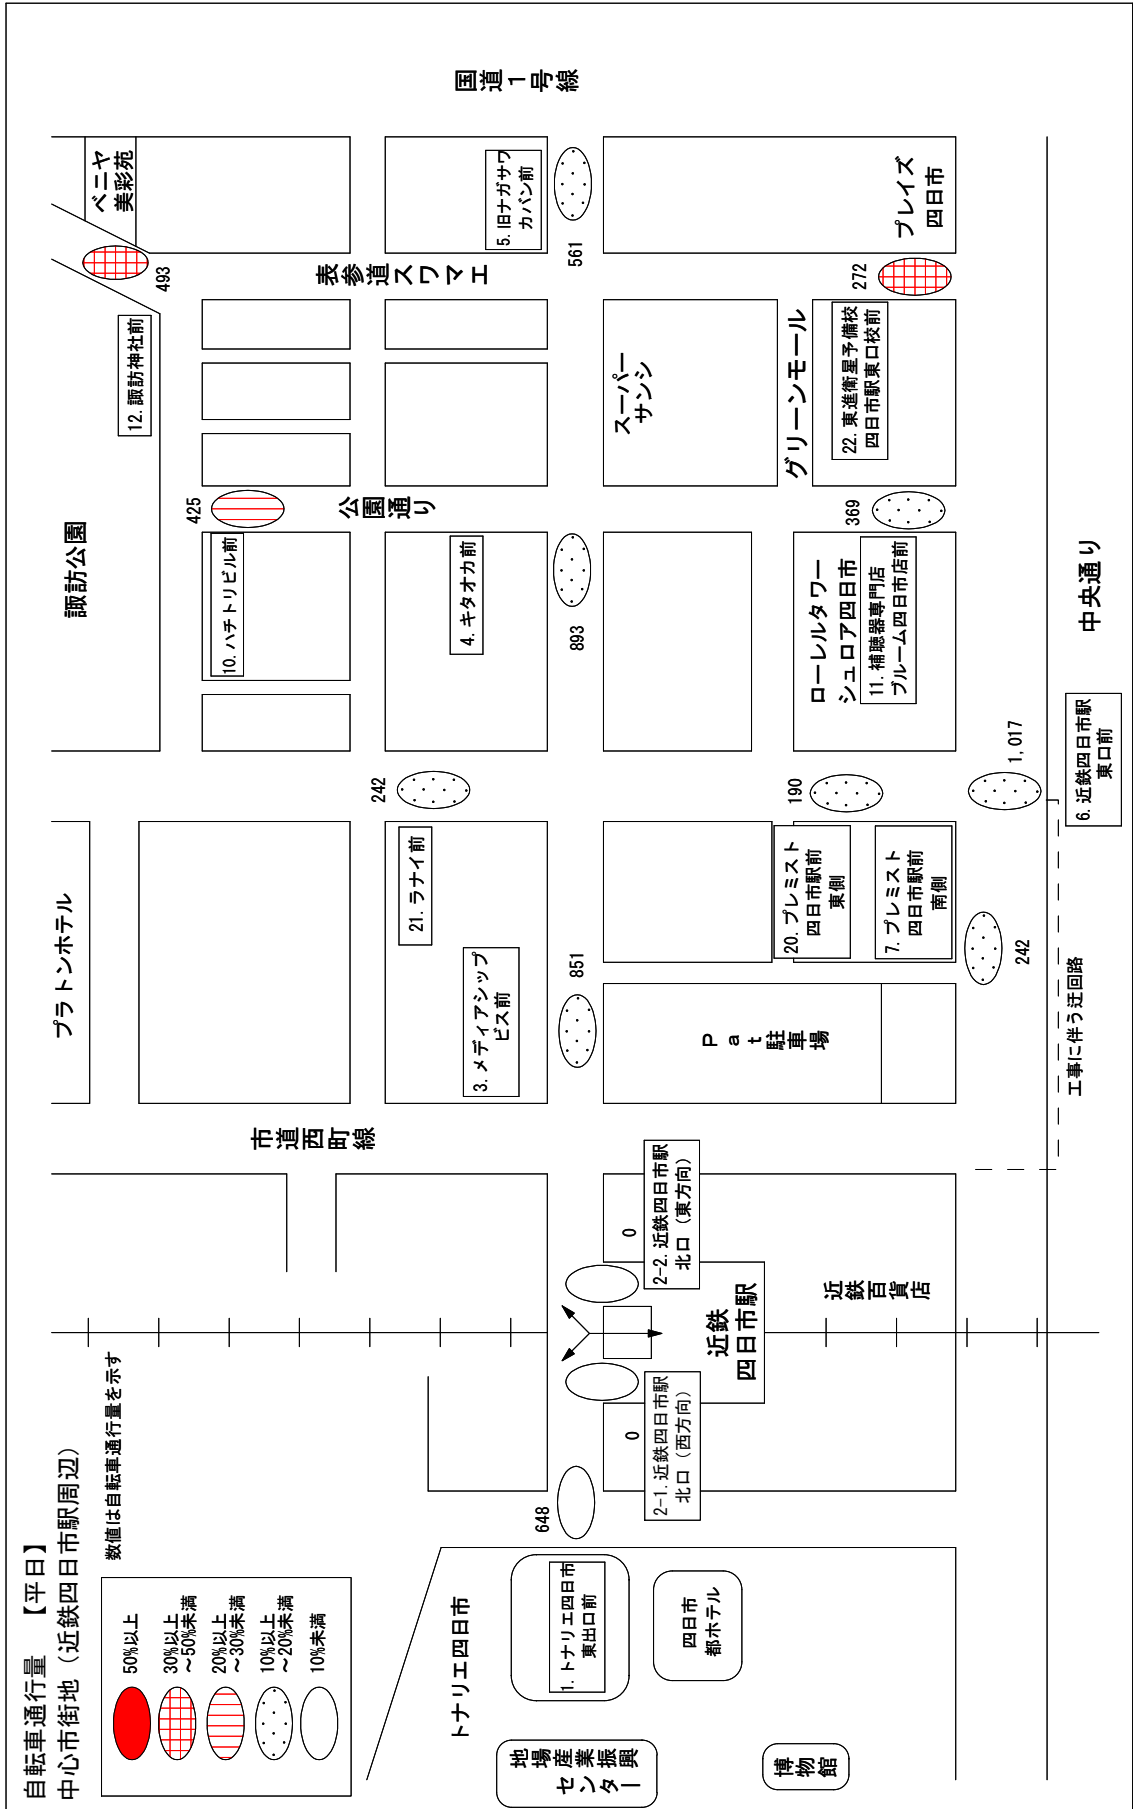 自転車通行量 【平日】
中心市街地（近鉄四日市駅周辺）
数値は自転車通行量を示す
50%以上
30%以上
～50%未満
20%以上
～30%未満
10%以上
～20%未満
10%未満
プラトンホテル
諏訪公園
12. 諏訪神社前
493
ベニヤ
美彩苑
425
10. ハチトリビル前
公園通り
表参道スワマエ
国道1号線
市道西町線
242
21. ラナイ前
4. キタオカ前
5. 旧ナガサワ
カバン前
3. メディアシップ
ビス前
トナリエ四日市
1. トナリエ四日市
東出口前
648
851
893
561
地場産業振興
センター
四日市
都ホテル
博物館
0
2-1. 近鉄四日市駅
北口（西方向）
0
2-2. 近鉄四日市駅
北口（東方向）
近鉄
四日市駅
近鉄百貨店
Pat駐車場
スーパー
サンシ
グリーンモール
190
20. プレミスト
四日市駅前
東側
7. プレミスト
四日市駅前
南側
ローレルタワー
シュロア四日市
11. 補聴器専門店
ブルーム四日市店前
369
22. 東進衛星予備校
四日市駅東口校前
272
プレイズ
四日市
242
1,017
工事に伴う迂回路
6. 近鉄四日市駅
東口前
中央通り